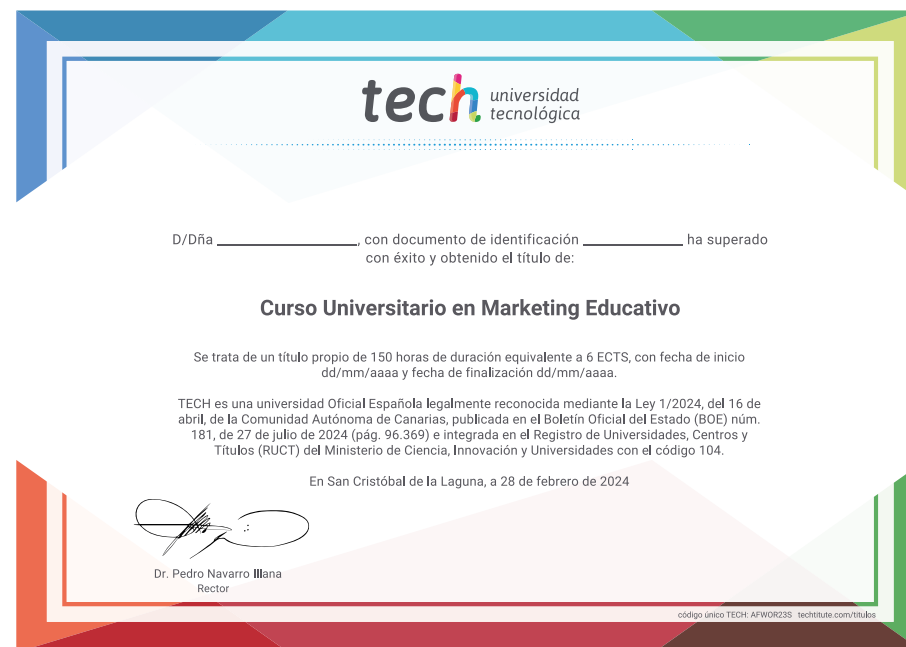 tech universidad
tecnológica
D/Dña ____________, con documento de identificación ____________ ha superado
con éxito y obtenido el título de:
Curso Universitario en Marketing Educativo
Se trata de un título propio de 150 horas de duración equivalente a 6 ECTS, con fecha de inicio
dd/mm/aaaa y fecha de finalización dd/mm/aaaa.
TECH es una universidad Oficial Española legalmente reconocida mediante la Ley 1/2024, del 16 de
abril, de la Comunidad Autónoma de Canarias, publicada en el Boletín Oficial del Estado (BOE) núm.
181, de 27 de julio de 2024 (pág. 96.369) e integrada en el Registro de Universidades, Centros y
Títulos (RUCT) del Ministerio de Ciencia, Innovación y Universidades con el código 104.
En San Cristóbal de la Laguna, a 28 de febrero de 2024
Dr. Pedro Navarro Illana
Rector
código único TECH: AFWOR23S techtitute.com/titulos